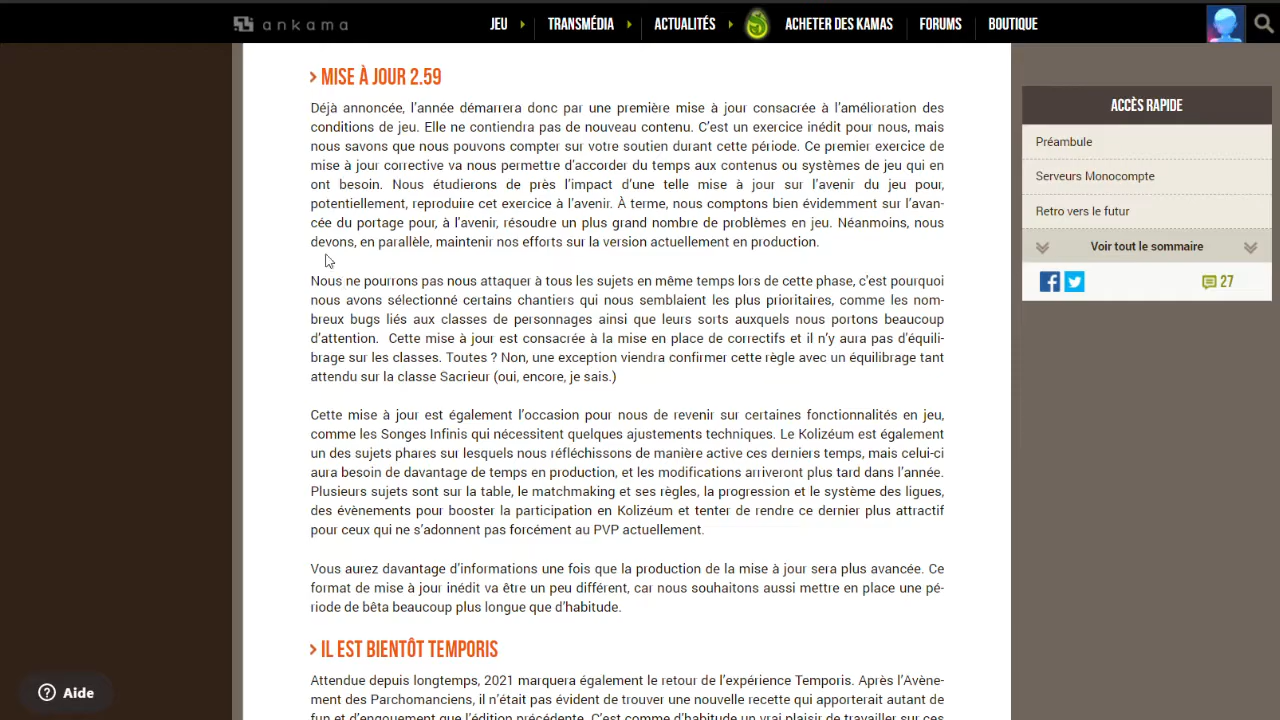 ankama
JEU
TRANSMÉDIA
ACTUALITÉS
ACHETER DES KAMAS
FORUMS
BOUTIQUE
> MISE À JOUR 2.59
Déjà annoncée, l’année démarrera donc par une première mise à jour consacrée à l’amélioration des
conditions de jeu. Elle ne contiendra pas de nouveau contenu. C’est un exercice inédit pour nous, mais
nous savons que nous pouvons compter sur votre soutien durant cette période. Ce premier exercice de
mise à jour corrective va nous permettre d’accorder du temps aux contenus ou systèmes de jeu qui en
ont besoin. Nous étudierons de près l’impact d’une telle mise à jour sur l’avenir du jeu pour,
potentiellement, reproduire cet exercice à l’avenir. À terme, nous comptons bien évidemment sur l’avan-
cée du portage pour, à l’avenir, résoudre un plus grand nombre de problèmes en jeu. Néanmoins, nous
devons, en parallèle, maintenir nos efforts sur la version actuellement en production.
Nous ne pourrons pas nous attaquer à tous les sujets en même temps lors de cette phase, c’est pourquoi
nous avons sélectionné certains chantiers qui nous semblaient les plus prioritaires, comme les nom-
breux bugs liés aux classes de personnages ainsi que leurs sorts auxquels nous portons beaucoup
d’attention. Cette mise à jour est consacrée à la mise en place de correctifs et il n’y aura pas d’équili-
brage sur les classes. Toutes ? Non, une exception viendra confirmer cette règle avec un équilibrage tant
attendu sur la classe Sacrieur (oui, encore, je sais.)
Cette mise à jour est également l’occasion pour nous de revenir sur certaines fonctionnalités en jeu,
comme les Songes Infinis qui nécessitent quelques ajustements techniques. Le Kolizéum est également
un des sujets phares sur lesquels nous réfléchissons de manière active ces derniers temps, mais celui-ci
aura besoin de davantage de temps en production, et les modifications arriveront plus tard dans l’année.
Plusieurs sujets sont sur la table, le matchmaking et ses règles, la progression et le système des ligues,
des évènements pour booster la participation en Kolizéum et tenter de rendre ce dernier plus attractif
pour ceux qui ne s’adonnent pas forcément au PVP actuellement.
Vous aurez davantage d’informations une fois que la production de la mise à jour sera plus avancée. Ce
format de mise à jour inédit va être un peu différent, car nous souhaitons aussi mettre en place une pé-
riode de bêta beaucoup plus longue que d’habitude.
> IL EST BIENTÔT TEMPORIS
Attendue depuis longtemps, 2021 marquera également le retour de l’expérience Temporis. Après l’Avène-
ment des Parchomanciens, il n’était pas évident de trouver une nouvelle recette qui apporterait autant de
fun et d’engouement que l’édition précédente. C’est comme d’habitude un vrai plaisir de travailler sur ces
ACCÈS RAPIDE
Préambule
Serveurs Monocompte
Retro vers le futur
Voir tout le sommaire
27
Aide